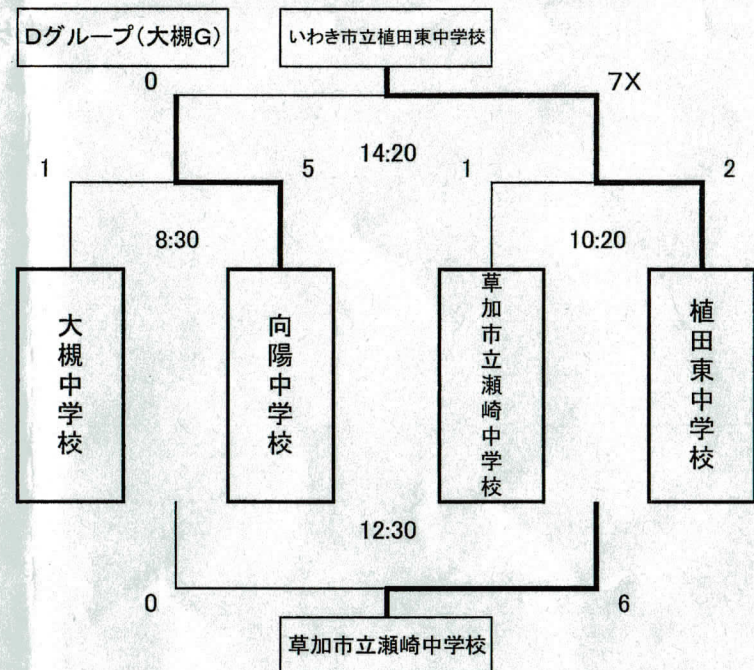 Dグループ(大槻G)
いわき市立植田東中学校
0
7X
14:20
1
5
1
2
8:30
10:20
大槻中学校
向陽中学校
草加市立瀬崎中学校
植田東中学校
12:30
0
6
草加市立瀬崎中学校